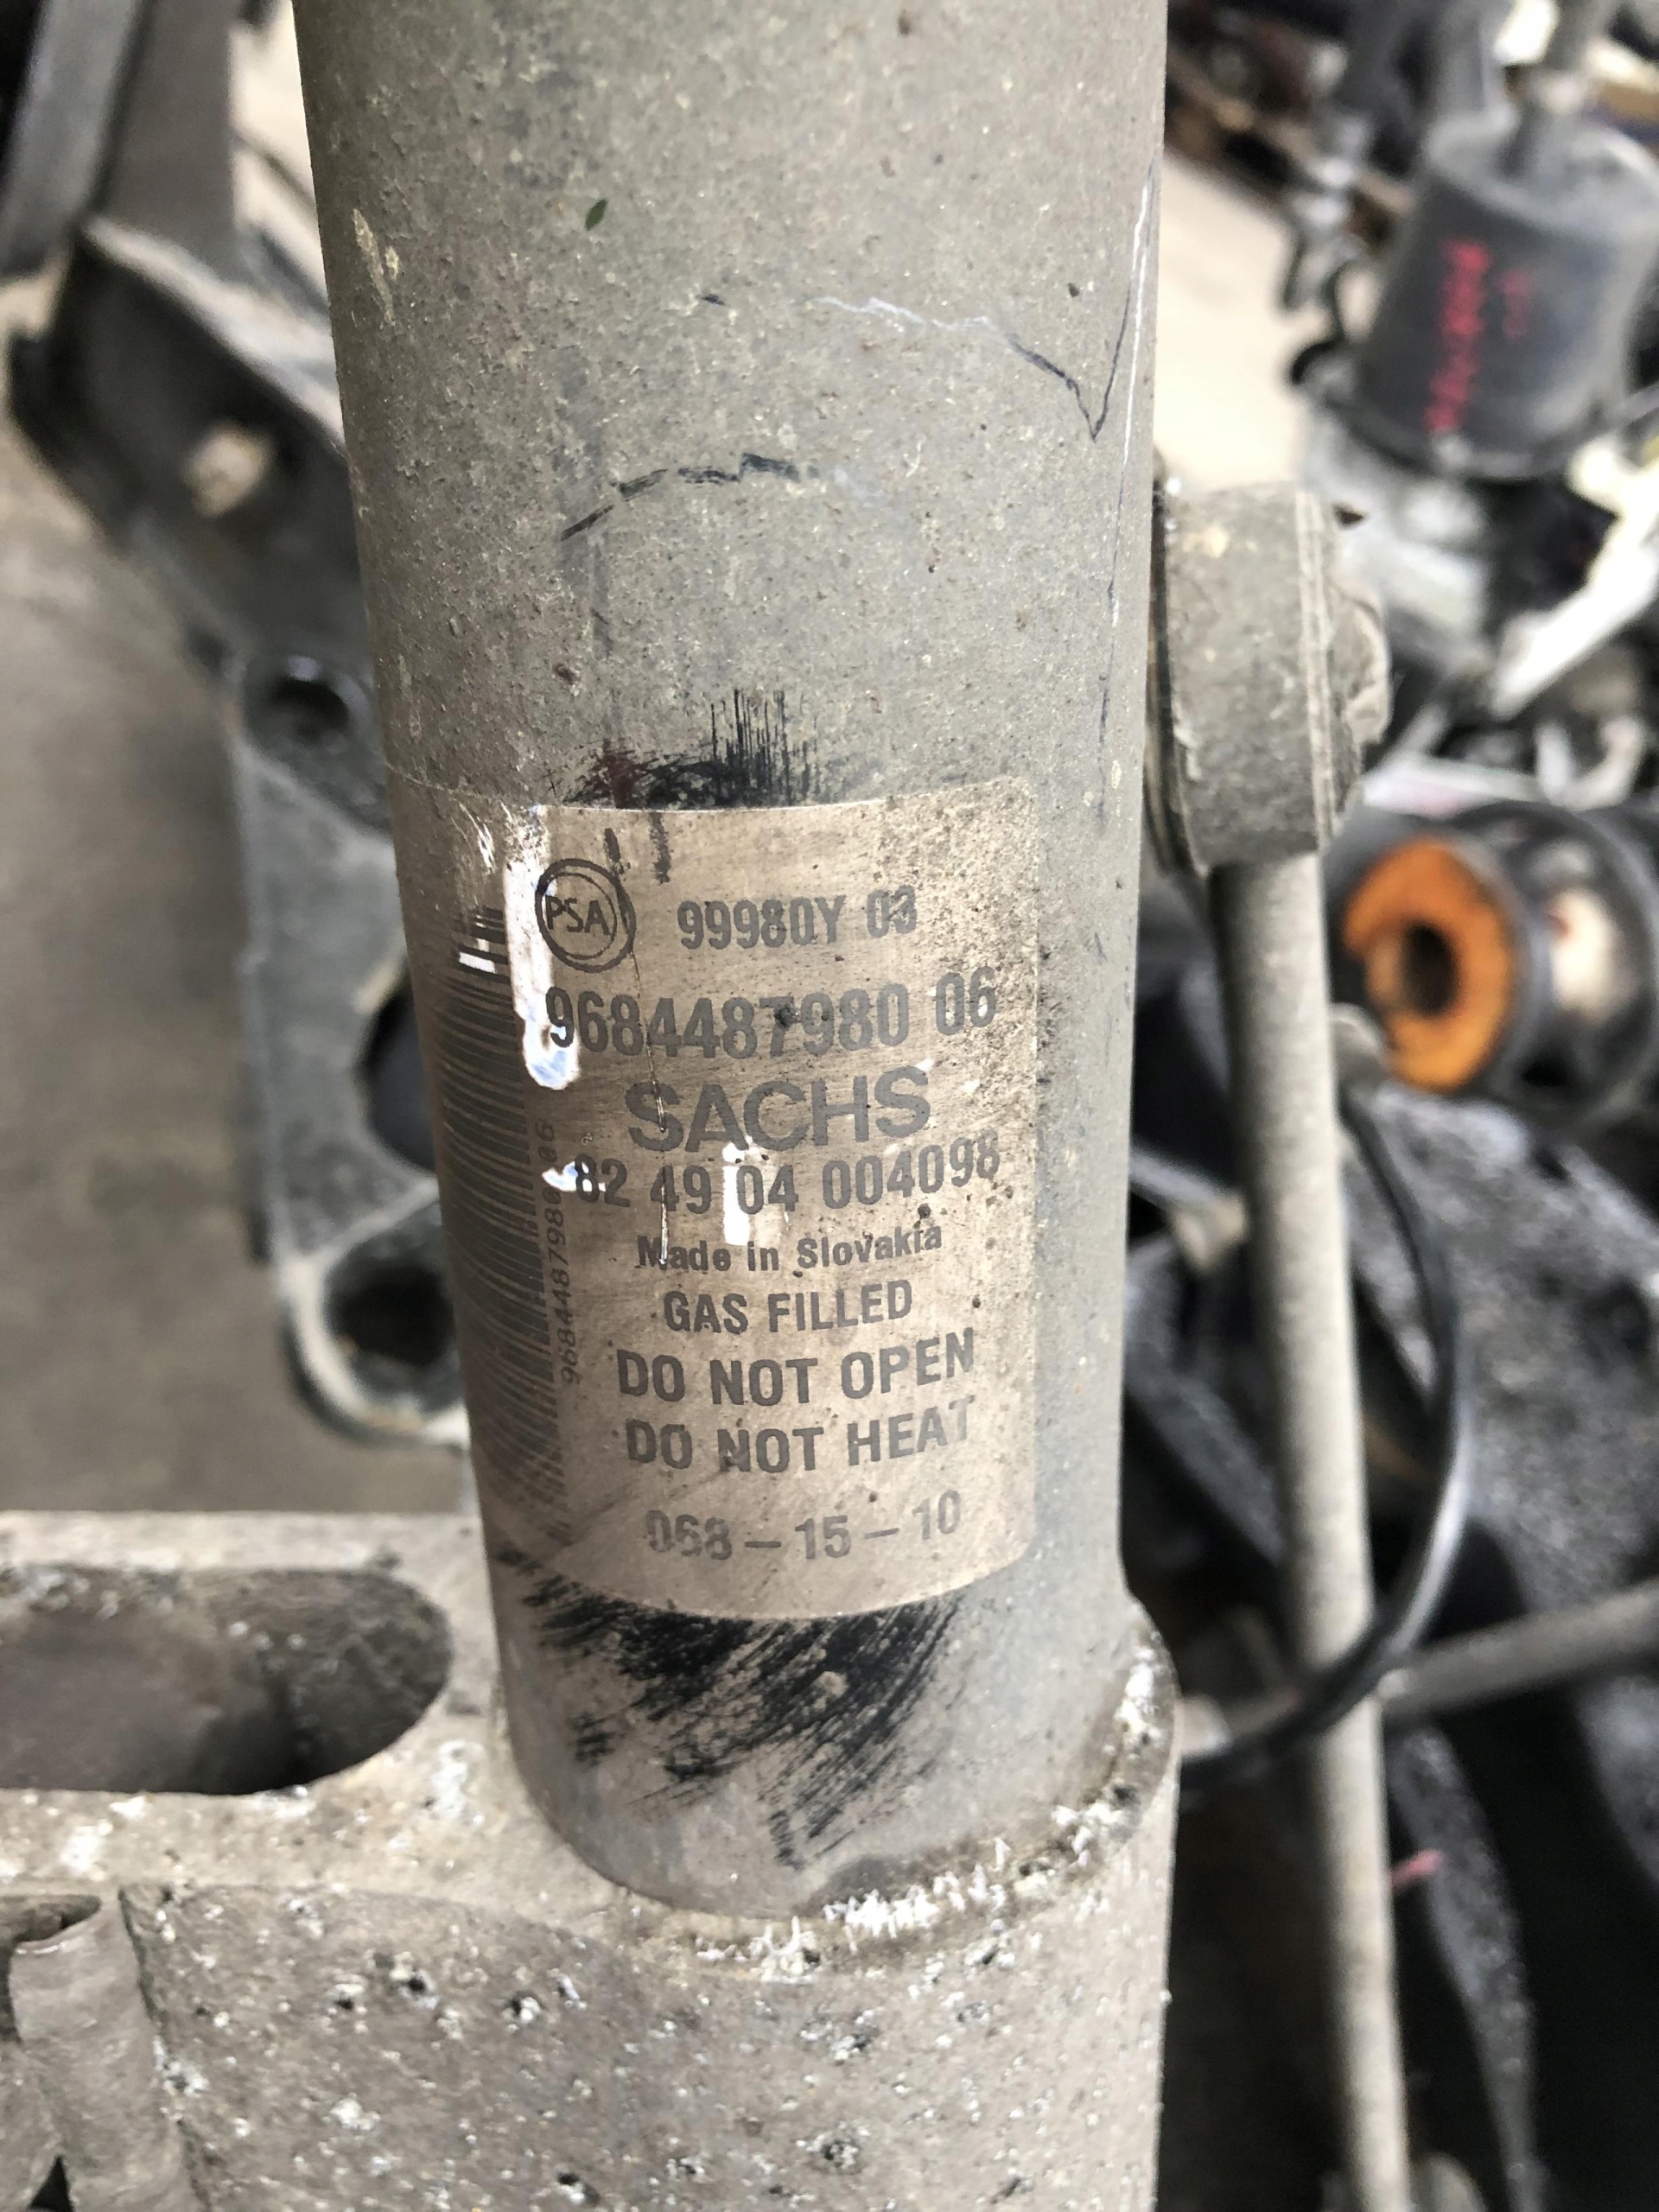 PSA 99980Y 03
9684487980 06
SACHS
82 49 04 004098
Made in Slovakia
GAS FILLED
DO NOT OPEN
DO NOT HEAT
068-15-10